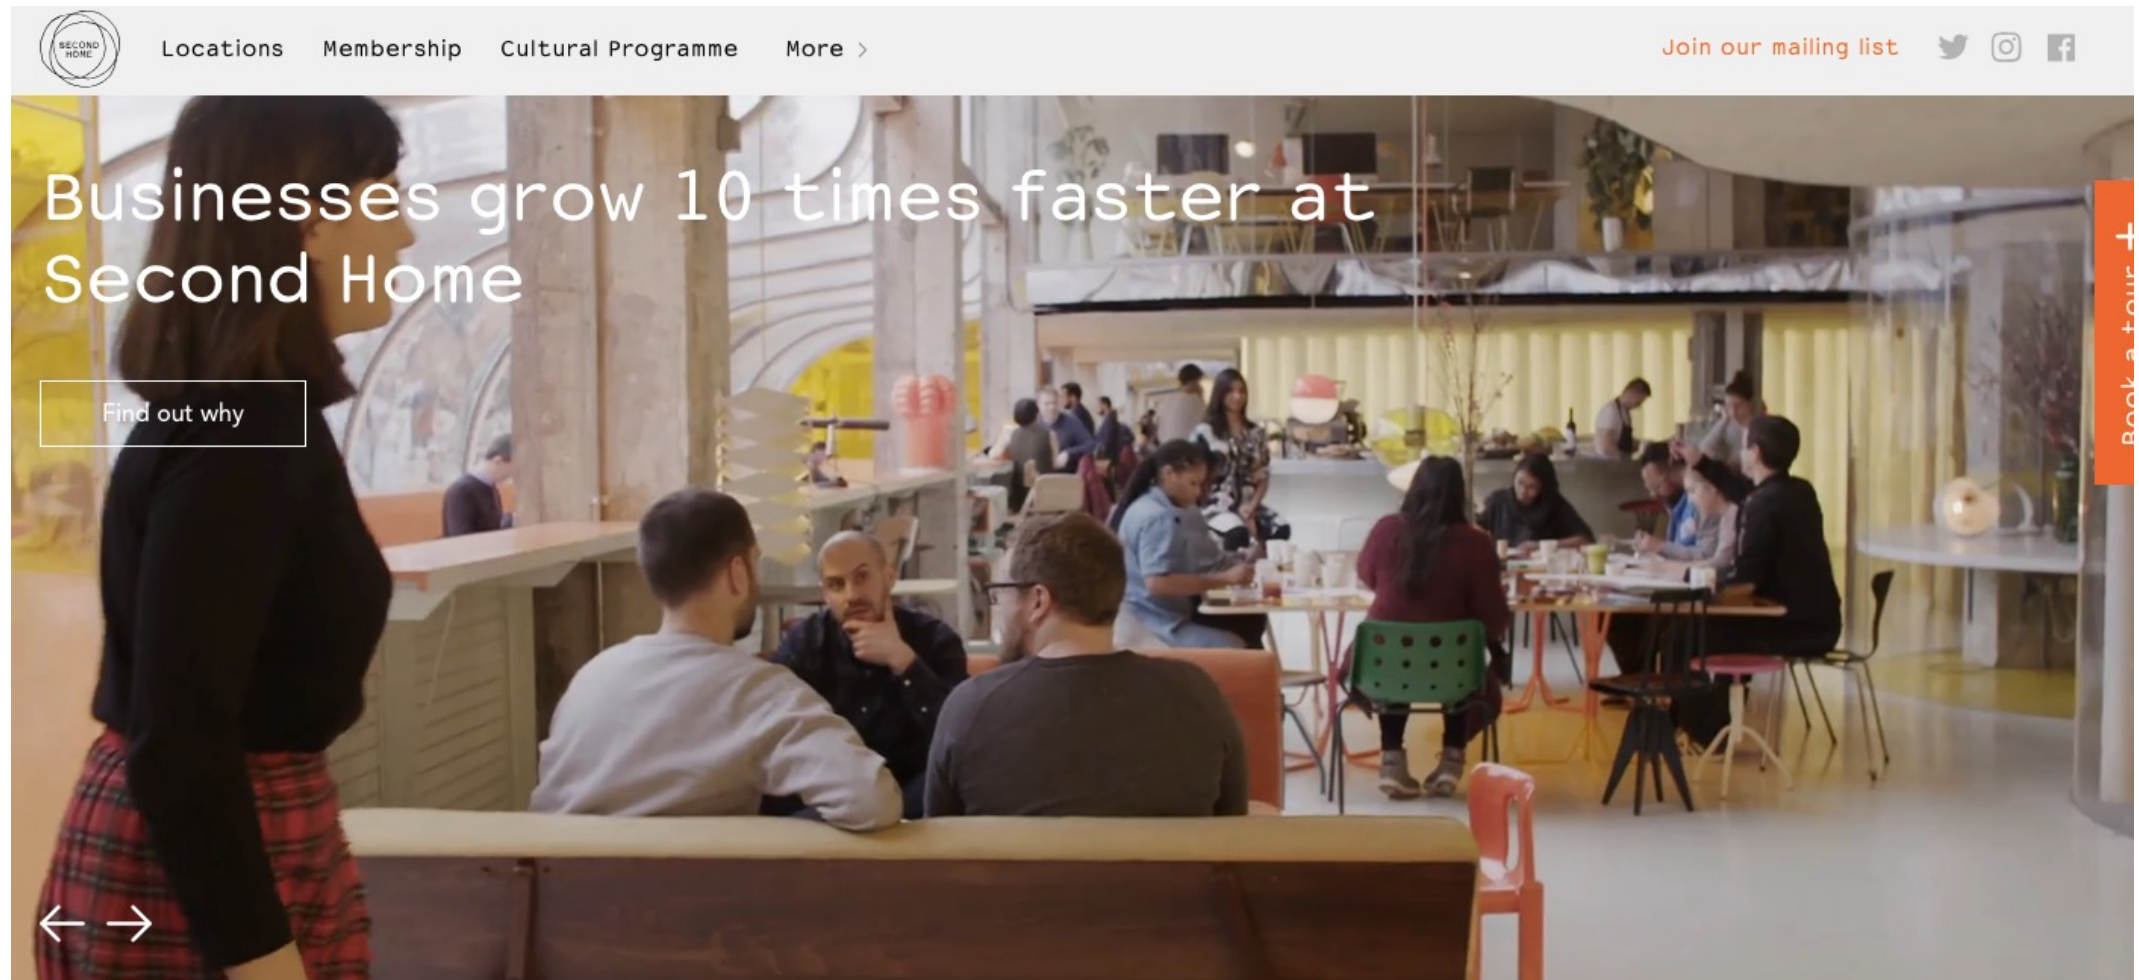 SECOND
HOME
Locations
Membership
Cultural Programme
More
Join our mailing list
Businesses grow 10 times faster at
Second Home
Find out why
Book a tour